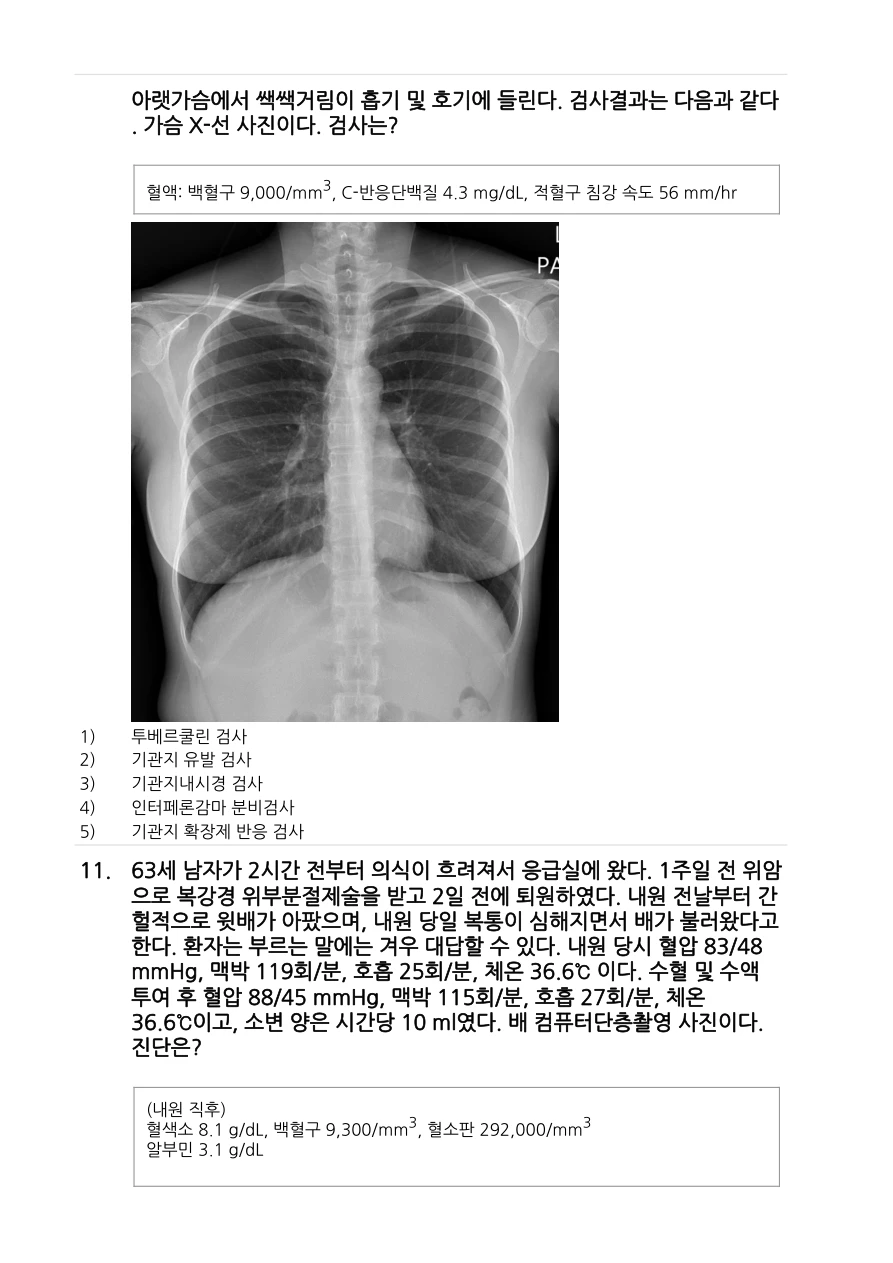 아랫가슴에서 쌕쌕거림이 흡기 및 호기에 들린다. 검사결과는 다음과 같다
. 가슴 X-선 사진이다. 검사는?
혈액: 백혈구 9,000/mm³, C-반응단백질 4.3 mg/dL, 적혈구 침강 속도 56 mm/hr
PA
1) 투베르쿨린 검사
2) 기관지 유발 검사
3) 기관지내시경 검사
4) 인터페론감마 분비검사
5) 기관지 확장제 반응 검사
11. 63세 남자가 2시간 전부터 의식이 흐려져서 응급실에 왔다. 1주일 전 위암
으로 복강경 위부분절제술을 받고 2일 전에 퇴원하였다. 내원 전날부터 간
헐적으로 윗배가 아팠으며, 내원 당일 복통이 심해지면서 배가 불러왔다고
한다. 환자는 부르는 말에는 겨우 대답할 수 있다. 내원 당시 혈압 83/48
mmHg, 맥박 119회/분, 호흡 25회/분, 체온 36.6℃ 이다. 수혈 및 수액
투여 후 혈압 88/45 mmHg, 맥박 115회/분, 호흡 27회/분, 체온
36.6℃이고, 소변 양은 시간당 10 ml였다. 배 컴퓨터단층촬영 사진이다.
진단은?
(내원 직후)
혈색소 8.1 g/dL, 백혈구 9,300/mm³, 혈소판 292,000/mm³
알부민 3.1 g/dL